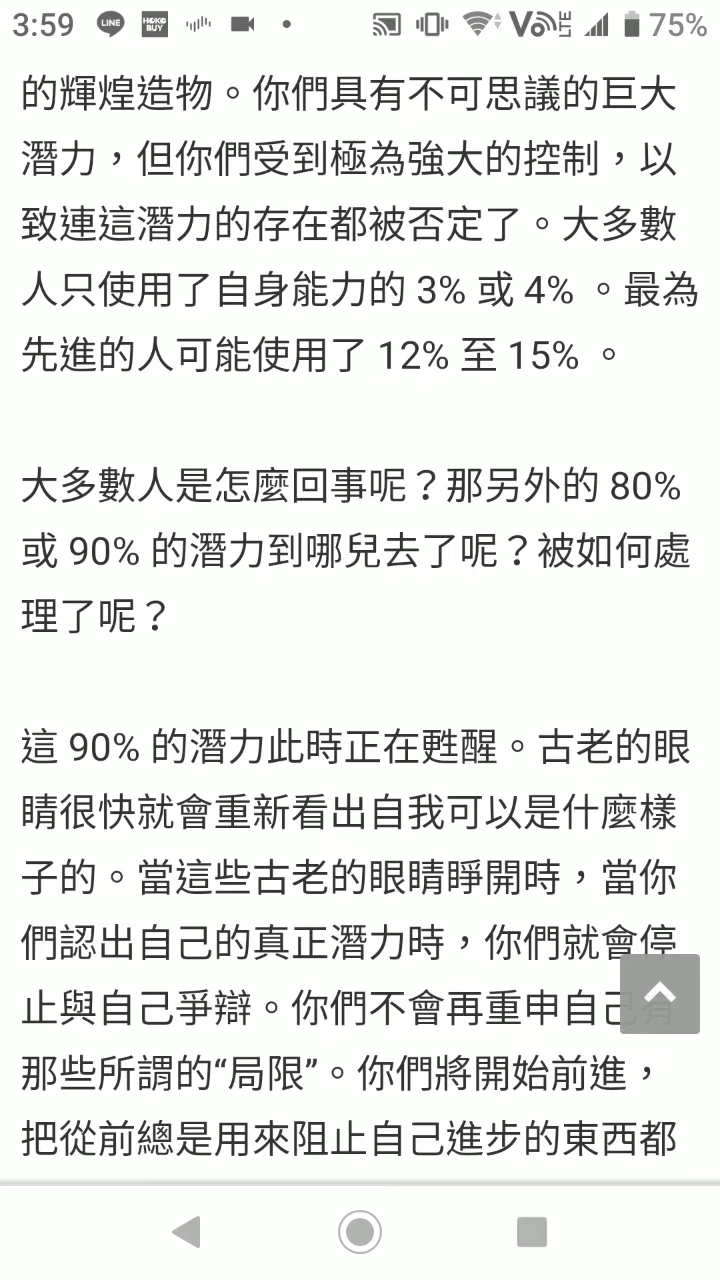 3:59 LINE HOKO BUY Vo LTE 75%
的輝煌造物。你們具有不可思議的巨大
潛力，但你們受到極為強大的控制，以
致連這潛力的存在都被否定了。大多數
人只使用了自身能力的 3% 或 4% 。最為
先進的人可能使用了 12% 至 15% 。
大多數人是怎麼回事呢？那另外的 80%
或 90% 的潛力到哪兒去了呢？被如何處
理了呢？
這 90% 的潛力此時正在甦醒。古老的眼
睛很快就會重新看出自我可以是什麼樣
子的。當這些古老的眼睛睜開時，當你
們認出自己的真正潛力時，你們就會停
止與自己爭辯。你們不會再重申自己有
那些所謂的“局限”。你們將開始前進，
把從前總是用來阻止自己進步的東西都